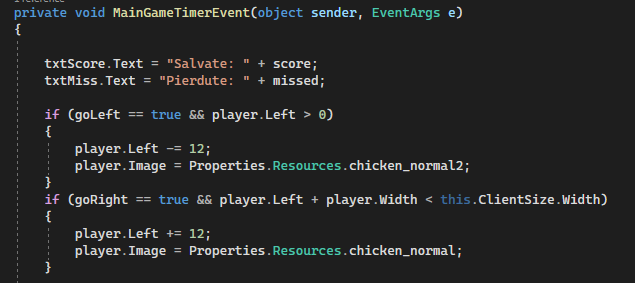 private void MainGameTimerEvent(object sender, EventArgs e)
{
txtScore.Text = "Salvate: " + score;
txtMiss.Text = "Pierdute: " + missed;
if (goLeft == true && player.Left > 0)
{
player.Left -= 12;
player.Image = Properties.Resources.chicken_normal2;
}
if (goRight == true && player.Left + player.Width < this.ClientSize.Width)
{
player.Left += 12;
player.Image = Properties.Resources.chicken_normal;
}